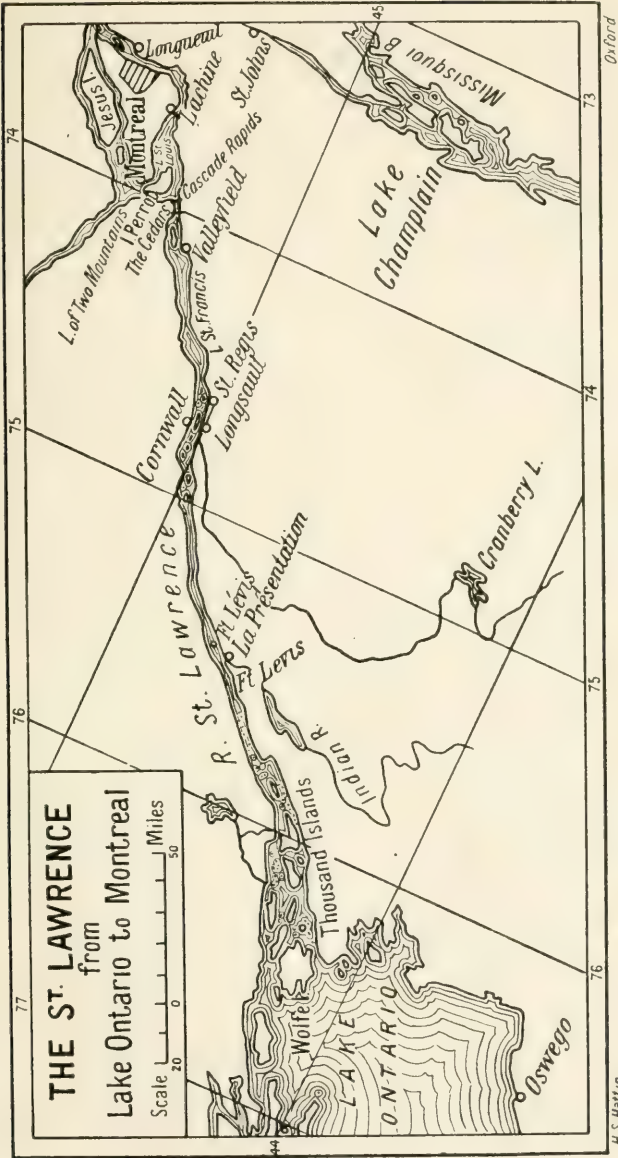 THE ST. LAWRENCE
from
Lake Ontario to Montreal
Scale 20 0 50 Miles
77
76
75
74
45
44
76
75
74
73
Jesus I.
Longueuil
Montreal
Lachine
L. St. Louis
St. Johns
L. of Two Mountains
I Perrot
The Cedars
Cascade Rapids
Valleyfield
Missisquoi B
Lake
Champlain
L St. Francis
Cornwall
St. Regis
Longsault
R. St. Lawrence
Ft Lévis
La Présentation
Ft Levis
Cranberry L.
Indian R.
Thousand Islands
Wolfe I.
LAKE
ONTARIO
Oswego
Oxford